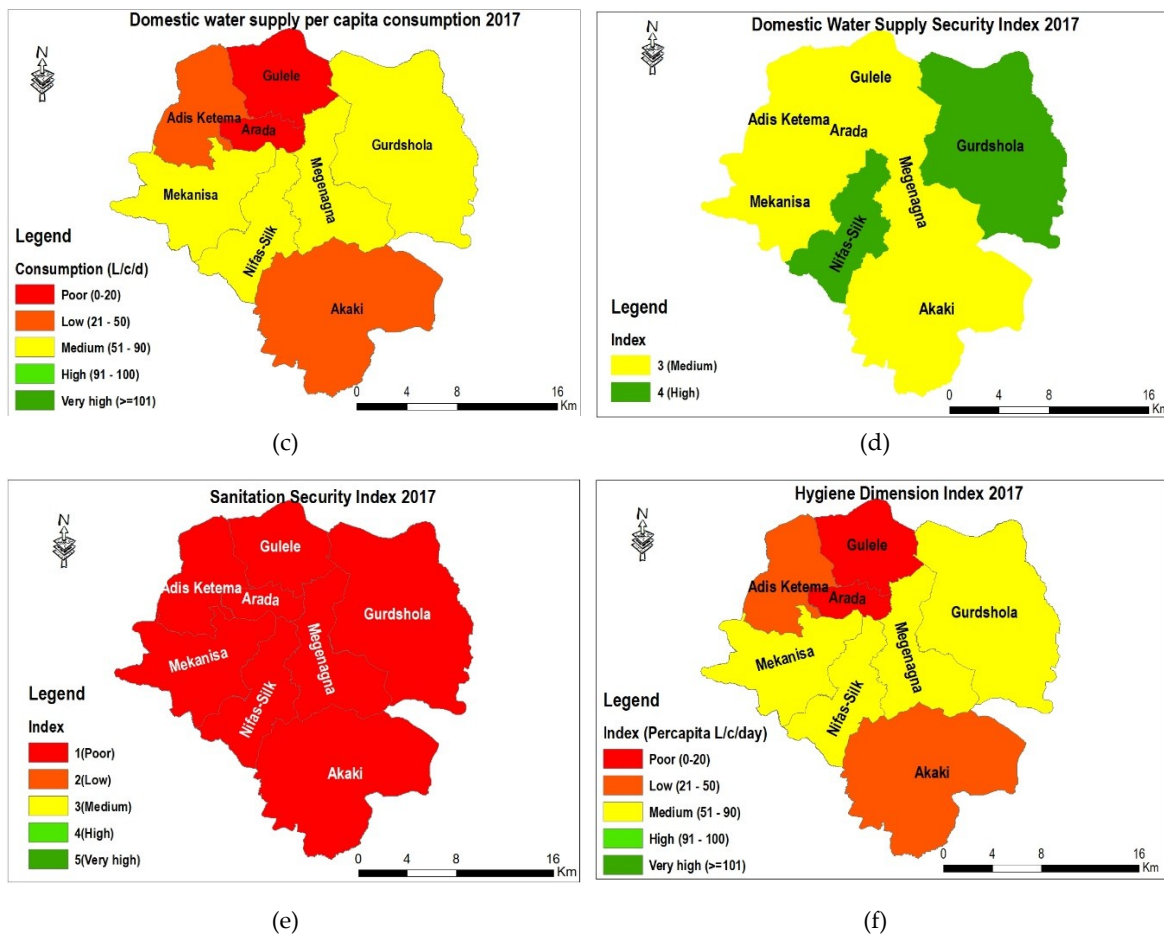 Domestic water supply per capita consumption 2017
N
Gulele
Adis Ketema
Arada
Gurdshola
Megenagna
Mekanisa
Nifas-Silk
Akaki
Legend
Consumption (L/c/d)
Poor (0-20)
Low (21 - 50)
Medium (51 - 90)
High (91 - 100)
Very high (>=101)
0 4 8 16
Km
(c)
Domestic Water Supply Security Index 2017
N
Gulele
Adis Ketema
Arada
Gurdshola
Megenagna
Mekanisa
Nifas-Silk
Akaki
Legend
Index
3 (Medium)
4 (High)
0 4 8 16
Km
(d)
Sanitation Security Index 2017
N
Gulele
Adis Ketema
Arada
Gurdshola
Megenagna
Mekanisa
Nifas-Silk
Akaki
Legend
Index
1(Poor)
2(Low)
3(Medium)
4(High)
5(Very high)
0 4 8 16
Km
(e)
Hygiene Dimension Index 2017
N
Gulele
Adis Ketema
Arada
Gurdshola
Megenagna
Mekanisa
Nifas-Silk
Akaki
Legend
Index (Percapita L/c/day)
Poor (0-20)
Low (21 - 50)
Medium (51 - 90)
High (91 - 100)
Very high (>=101)
0 4 8 16
Km
(f)